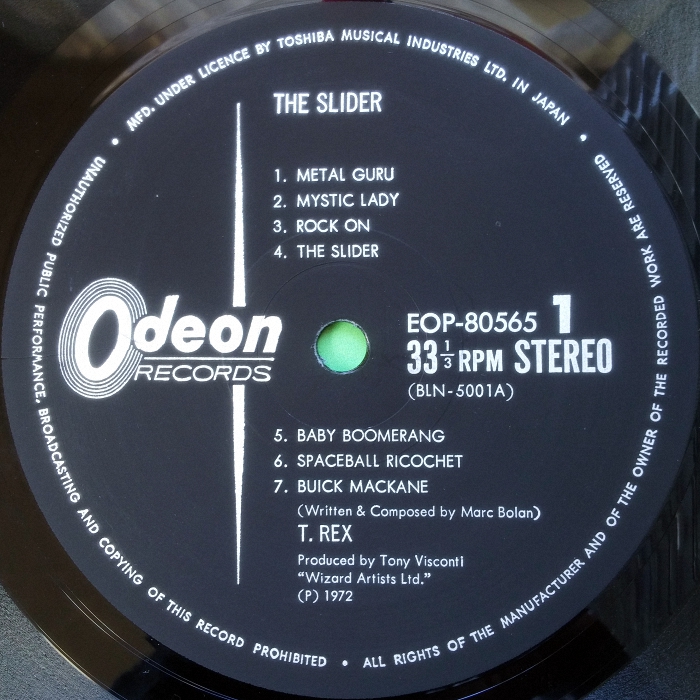 MFD. UNDER LICENCE BY TOSHIBA MUSICAL INDUSTRIES LTD. IN JAPAN •
THE SLIDER
1. METAL GURU
2. MYSTIC LADY
3. ROCK ON
4. THE SLIDER
Odeon
RECORDS
EOP-80565 1
33 1/3 RPM STEREO
(BLN-5001A)
5. BABY BOOMERANG
6. SPACEBALL RICOCHET
7. BUICK MACKANE
(Written & Composed by Marc Bolan)
T. REX
Produced by Tony Visconti
"Wizard Artists Ltd."
(P) 1972
UNAUTHORIZED PUBLIC PERFORMANCE, BROADCASTING AND COPYING OF THIS RECORD PROHIBITED • ALL RIGHTS OF THE MANUFACTURER AND OF THE OWNER OF THE RECORDED WORK ARE RESERVED •